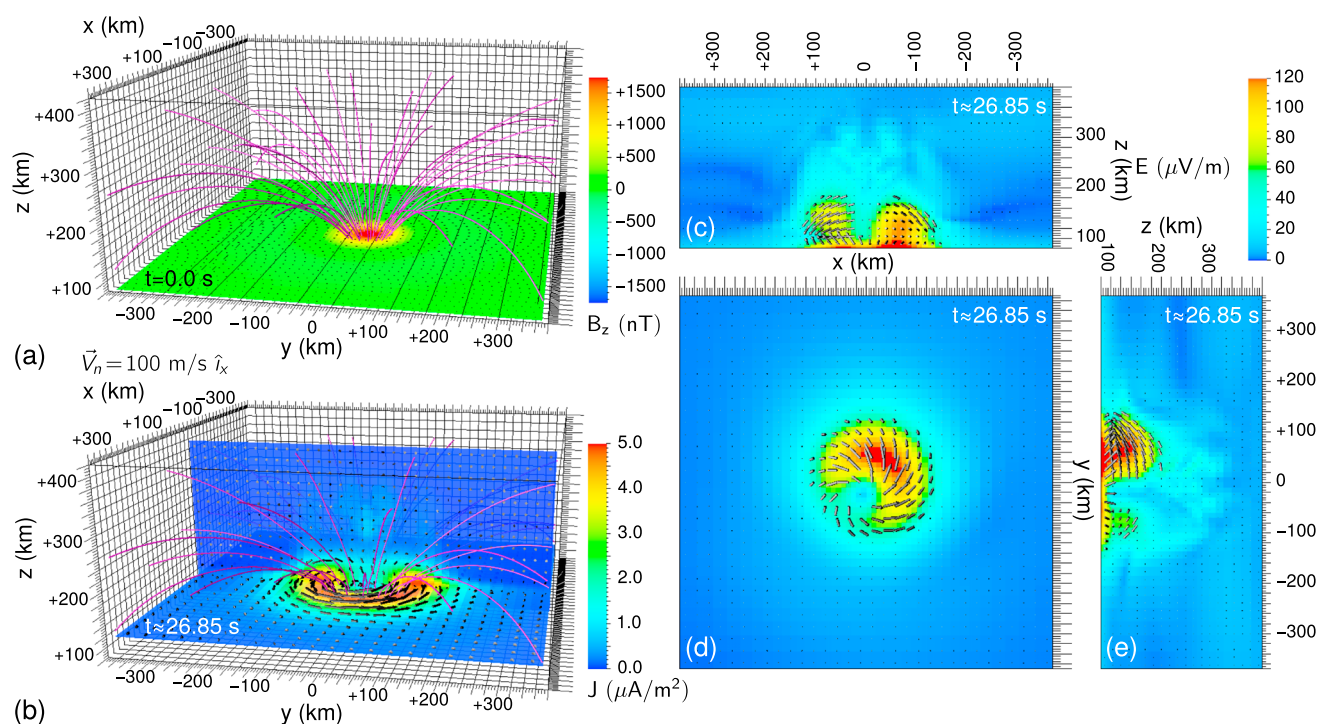 x (km)
−300
−100
+100
+300
+400
+300
+200
+100
z (km)
t=0.0 s
−300
−200
−100
0
+100
+200
+300
y (km)
(a)
+1500
+1000
+500
0
−500
−1000
−1500
B_z (nT)
V⃗_n=100 m/s î_x
x (km)
−300
−100
+100
+300
+400
+300
+200
+100
z (km)
t≈26.85 s
−300
−200
−100
0
+100
+200
+300
y (km)
(b)
5.0
4.0
3.0
2.0
1.0
0.0
J (μA/m²)
+300
+200
+100
0
−100
−200
−300
t≈26.85 s
300
200
100
z (km)
(c)
x (km)
E (μV/m)
120
100
80
60
40
20
0
t≈26.85 s
(d)
y (km)
z (km)
100
200
300
t≈26.85 s
+300
+200
+100
0
−100
−200
−300
(e)